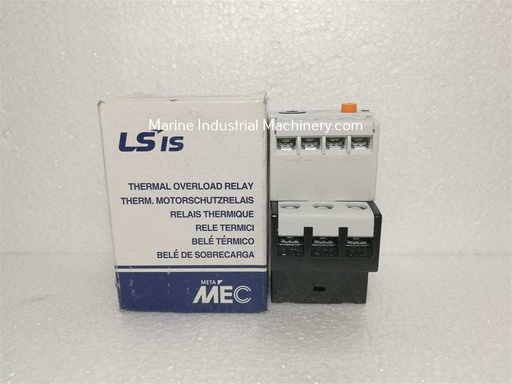 Marine Industrial Machinery.com
LS is
THERMAL OVERLOAD RELAY
THERM. MOTORSCHUTZRELAIS
RELAIS THERMIQUE
RELE TERMICI
BELÉ TÉRMICO
BELÉ DE SOBRECARGA
META
MEC